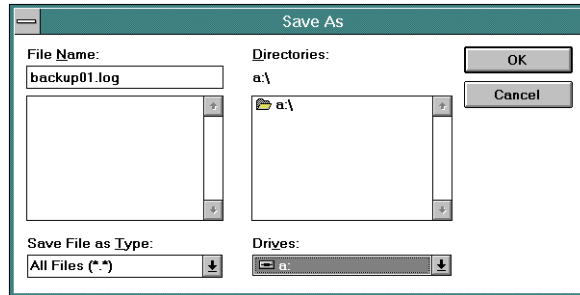 Save As
File Name:
backup01.log
Directories:
a:\
a:\
OK
Cancel
Save File as Type:
All Files (*.*)
Drives:
a: